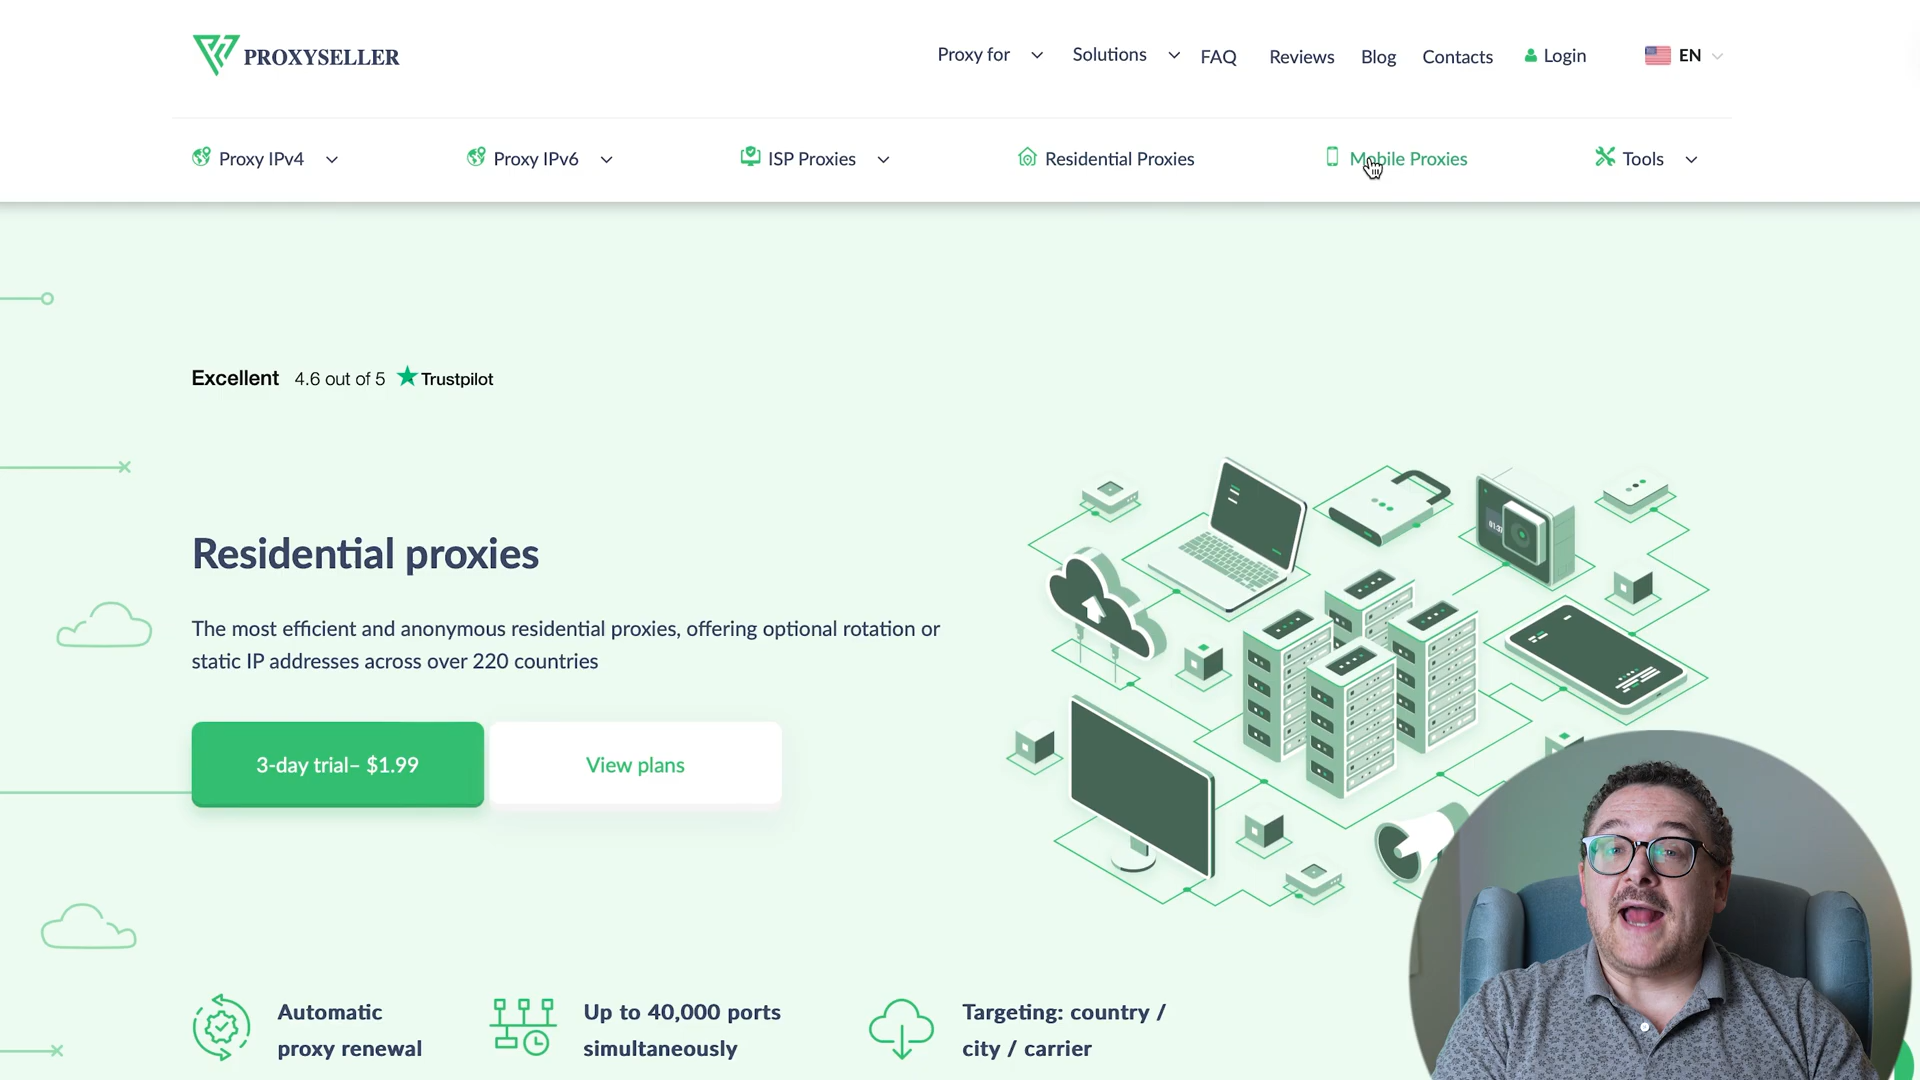 PROXYSELLER
Proxy for
Solutions
FAQ
Reviews
Blog
Contacts
Login
EN
Proxy IPv4
Proxy IPv6
ISP Proxies
Residential Proxies
Mobile Proxies
Tools
Excellent 4.6 out of 5 Trustpilot
Residential proxies
The most efficient and anonymous residential proxies, offering optional rotation or
static IP addresses across over 220 countries
3-day trial– $1.99
View plans
Automatic
proxy renewal
Up to 40,000 ports
simultaneously
Targeting: country /
city / carrier